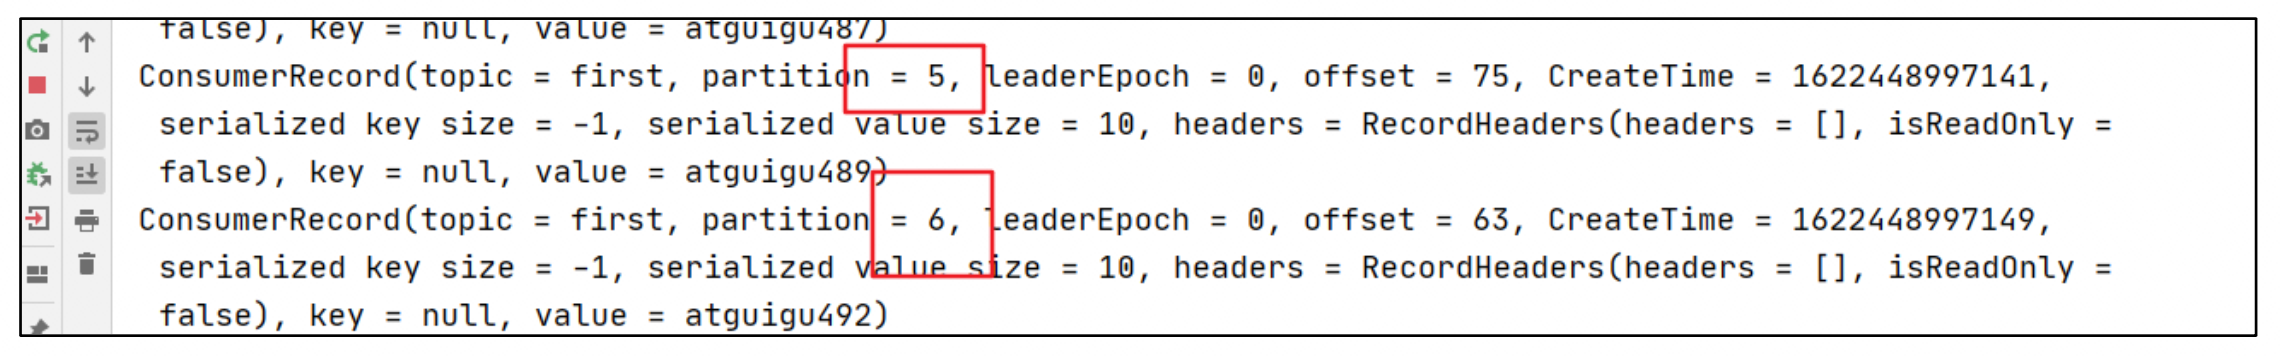 false), key = null, value = atguigu487)
ConsumerRecord(topic = first, partition = 5, leaderEpoch = 0, offset = 75, CreateTime = 1622448997141,
serialized key size = -1, serialized value size = 10, headers = RecordHeaders(headers = [], isReadOnly =
false), key = null, value = atguigu489)
ConsumerRecord(topic = first, partition = 6, leaderEpoch = 0, offset = 63, CreateTime = 1622448997149,
serialized key size = -1, serialized value size = 10, headers = RecordHeaders(headers = [], isReadOnly =
false), key = null, value = atguigu492)